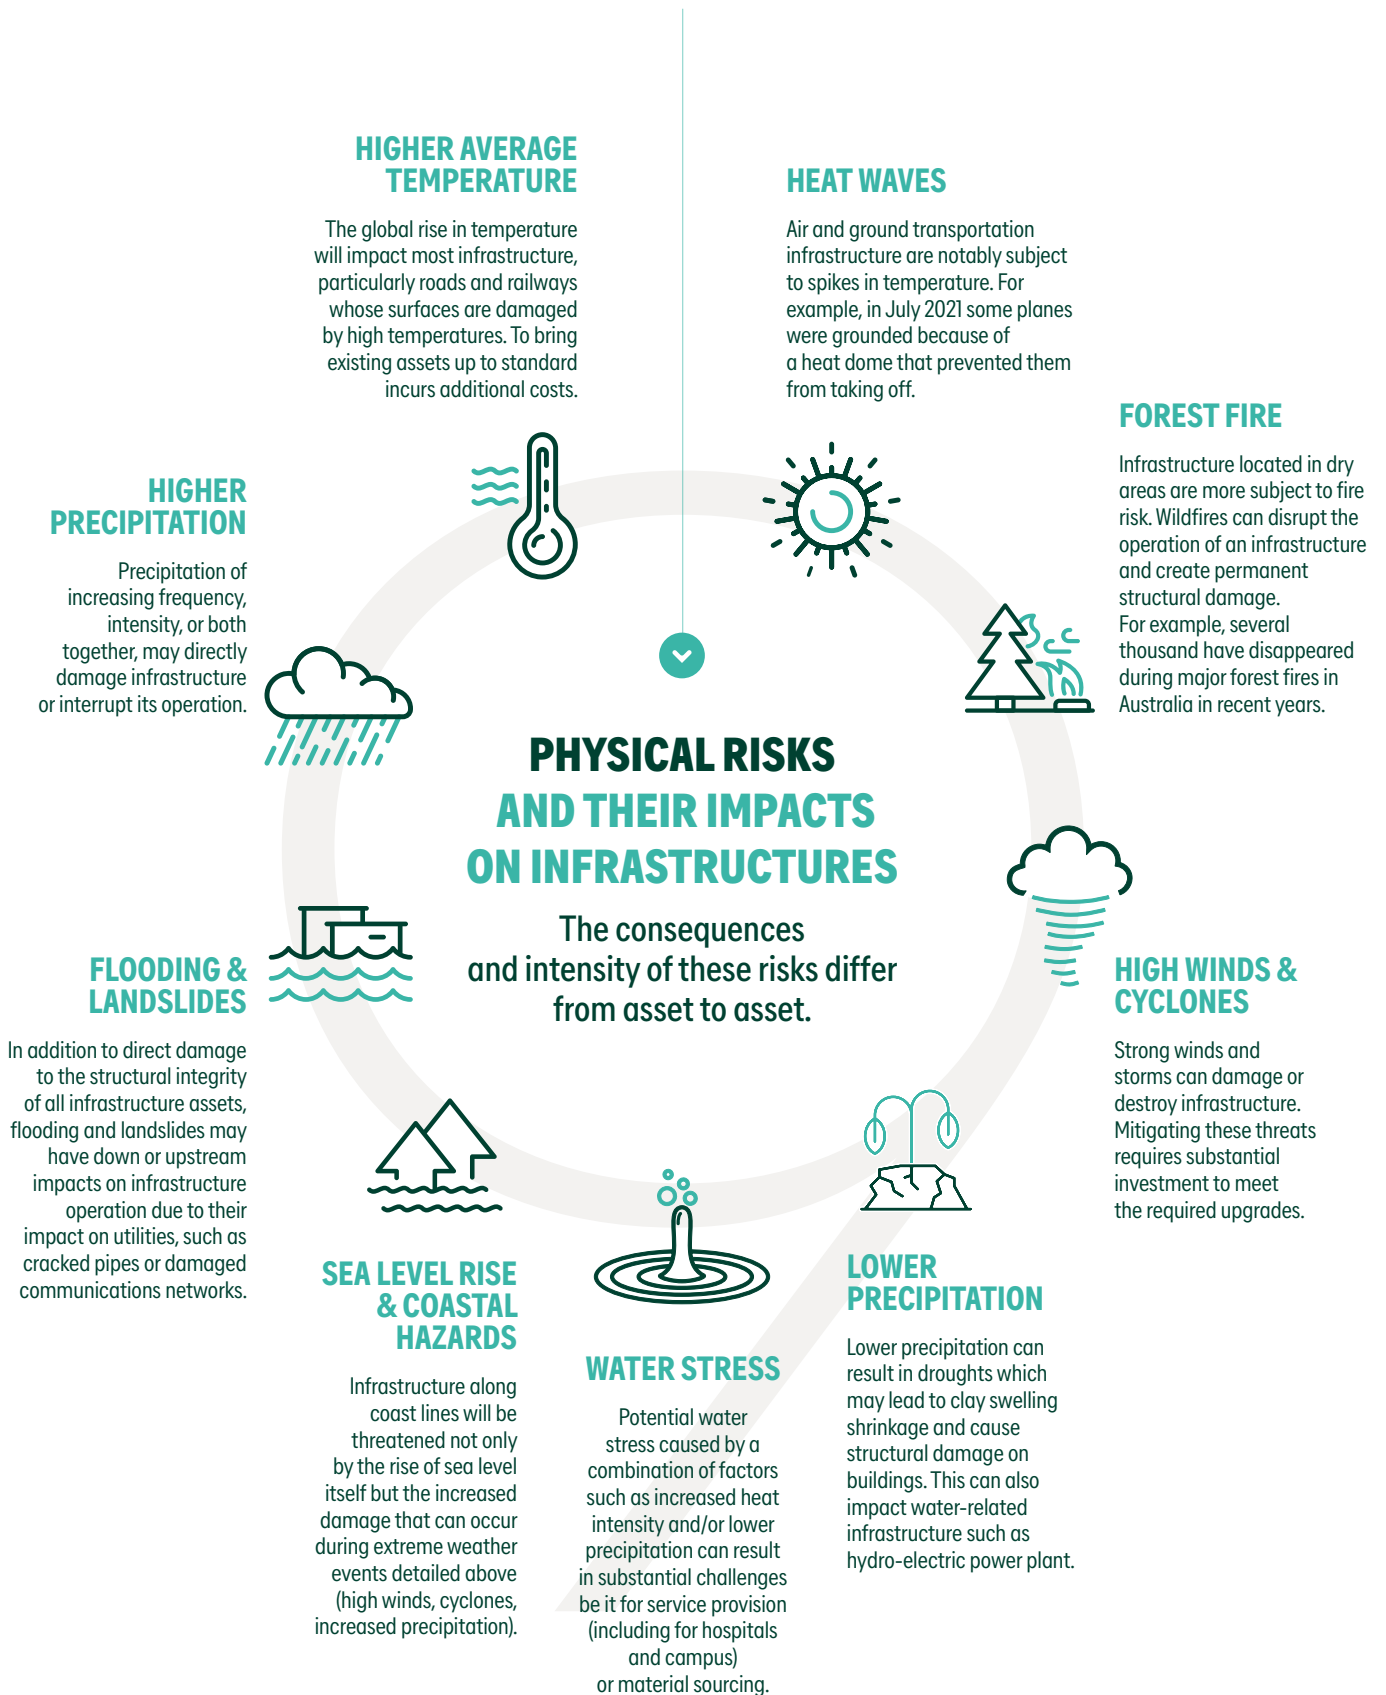 HIGHER AVERAGE
TEMPERATURE
The global rise in temperature
will impact most infrastructure,
particularly roads and railways
whose surfaces are damaged
by high temperatures. To bring
existing assets up to standard
incurs additional costs.
HEAT WAVES
Air and ground transportation
infrastructure are notably subject
to spikes in temperature. For
example, in July 2021 some planes
were grounded because of
a heat dome that prevented them
from taking off.
FOREST FIRE
Infrastructure located in dry
areas are more subject to fire
risk. Wildfires can disrupt the
operation of an infrastructure
and create permanent
structural damage.
For example, several
thousand have disappeared
during major forest fires in
Australia in recent years.
HIGHER
PRECIPITATION
Precipitation of
increasing frequency,
intensity, or both
together, may directly
damage infrastructure
or interrupt its operation.
PHYSICAL RISKS
AND THEIR IMPACTS
ON INFRASTRUCTURES
The consequences
and intensity of these risks differ
from asset to asset.
FLOODING &
LANDSLIDES
In addition to direct damage
to the structural integrity
of all infrastructure assets,
flooding and landslides may
have down or upstream
impacts on infrastructure
operation due to their
impact on utilities, such as
cracked pipes or damaged
communications networks.
HIGH WINDS &
CYCLONES
Strong winds and
storms can damage or
destroy infrastructure.
Mitigating these threats
requires substantial
investment to meet
the required upgrades.
SEA LEVEL RISE
& COASTAL
HAZARDS
Infrastructure along
coast lines will be
threatened not only
by the rise of sea level
itself but the increased
damage that can occur
during extreme weather
events detailed above
(high winds, cyclones,
increased precipitation).
WATER STRESS
Potential water
stress caused by a
combination of factors
such as increased heat
intensity and/or lower
precipitation can result
in substantial challenges
be it for service provision
(including for hospitals
and campus)
or material sourcing.
LOWER
PRECIPITATION
Lower precipitation can
result in droughts which
may lead to clay swelling
shrinkage and cause
structural damage on
buildings. This can also
impact water-related
infrastructure such as
hydro-electric power plant.